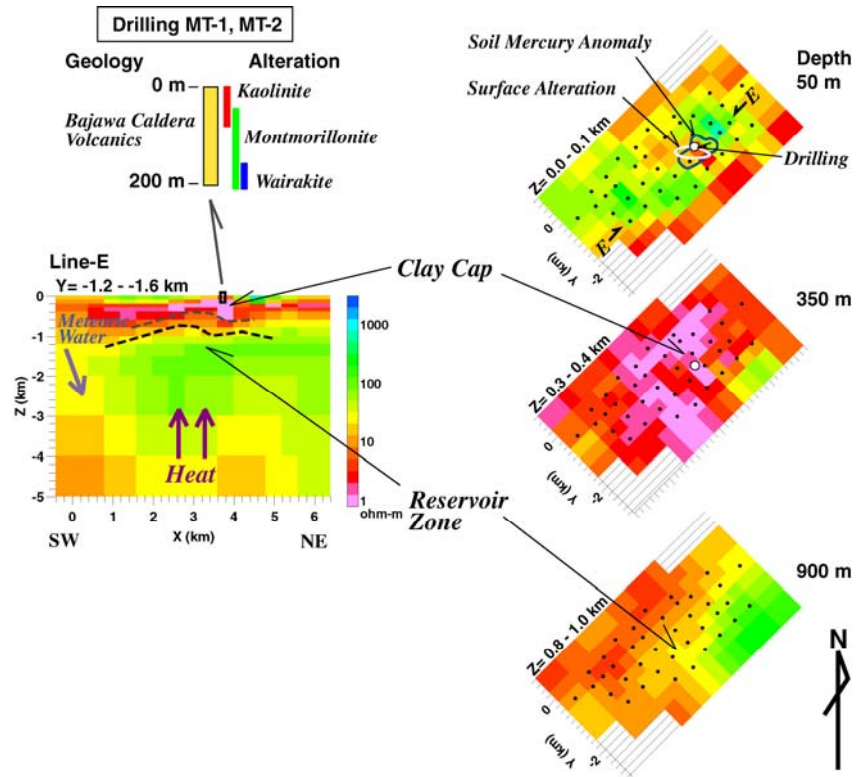 Drilling MT-1, MT-2
Geology
Alteration
0 m
200 m
Bajawa Caldera
Volcanics
Kaolinite
Montmorillonite
Wairakite
Line-E
Y= -1.2 - -1.6 km
Meteoric
Water
Heat
0
-1
-2
-3
-4
-5
Z (km)
0 1 2 3 4 5 6
X (km)
SW
NE
1000
100
10
1
ohm-m
Clay Cap
Reservoir
Zone
Soil Mercury Anomaly
Surface Alteration
Drilling
Depth
50 m
Z= 0.0 - 0.1 km
E
E
0
-2
Y (km)
350 m
Z= 0.3 - 0.4 km
0
-2
Y (km)
900 m
Z= 0.8 - 1.0 km
0
-2
Y (km)
N